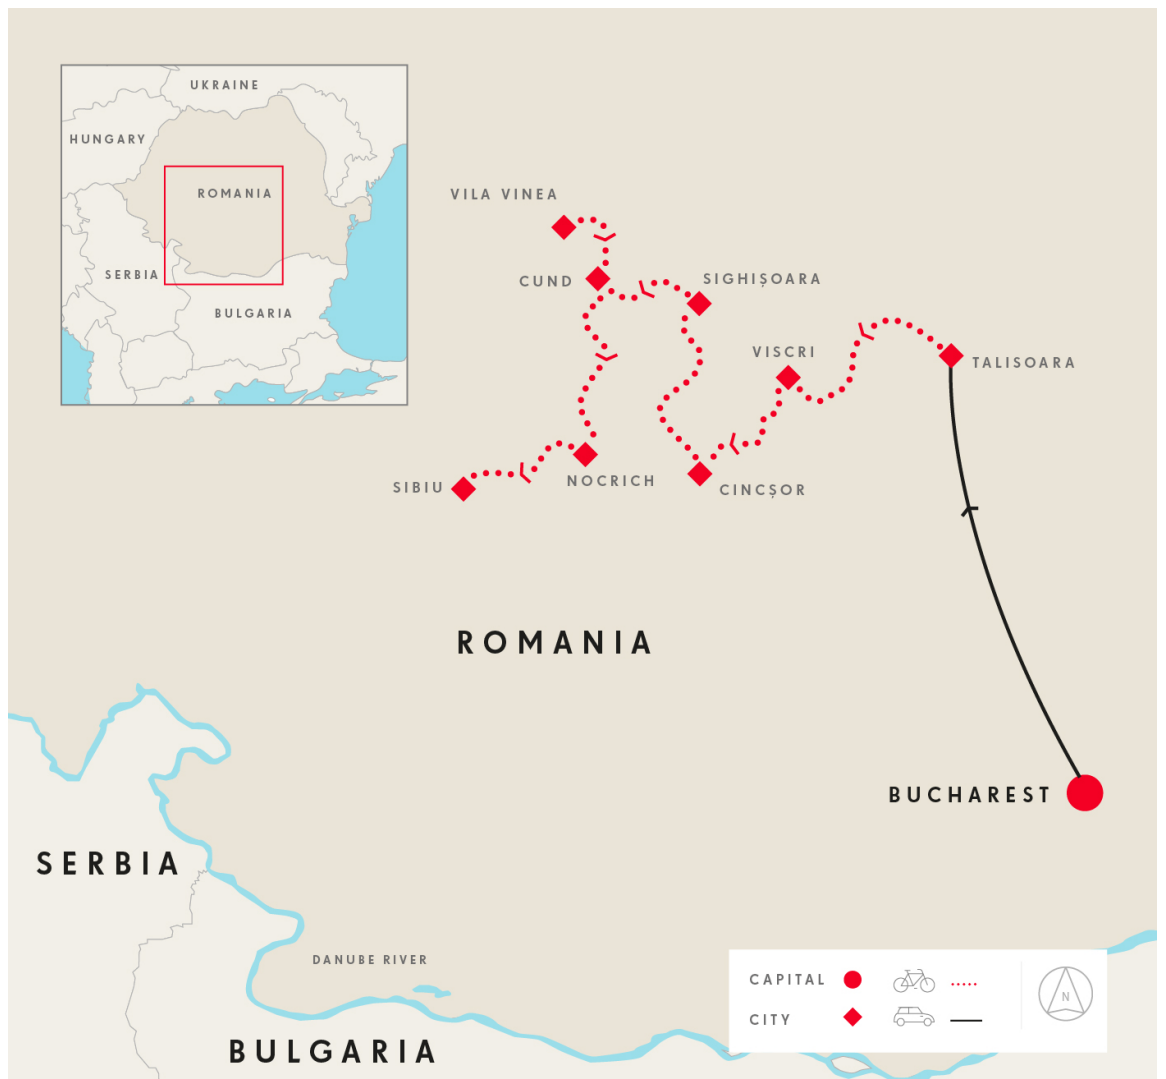 UKRAINE
HUNGARY
ROMANIA
SERBIA
BULGARIA
VILA VINEA
CUND
SIGHIȘOARA
VISCRI
TALISOARA
SIBIU
NOCRICH
CINCȘOR
ROMANIA
BUCHAREST
SERBIA
DANUBE RIVER
BULGARIA
CAPITAL
CITY
N